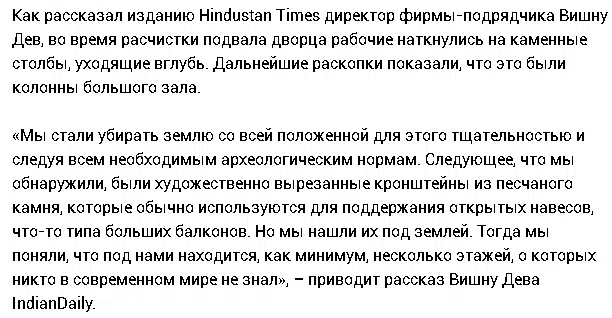 Как рассказал изданию Hindustan Times директор фирмы-подрядчика Вишну
Дев, во время расчистки подвала дворца рабочие наткнулись на каменные
столбы, уходящие вглубь. Дальнейшие раскопки показали, что это были
колонны большого зала.
«Мы стали убирать землю со всей положенной для этого тщательностью и
следуя всем необходимым археологическим нормам. Следующее, что мы
обнаружили, были художественно вырезанные кронштейны из песчаного
камня, которые обычно используются для поддержания открытых навесов,
что-то типа больших балконов. Но мы нашли их под землей. Тогда мы
поняли, что под нами находится, как минимум, несколько этажей, о которых
никто в современном мире не знал», – приводит рассказ Вишну Дева
IndianDaily.